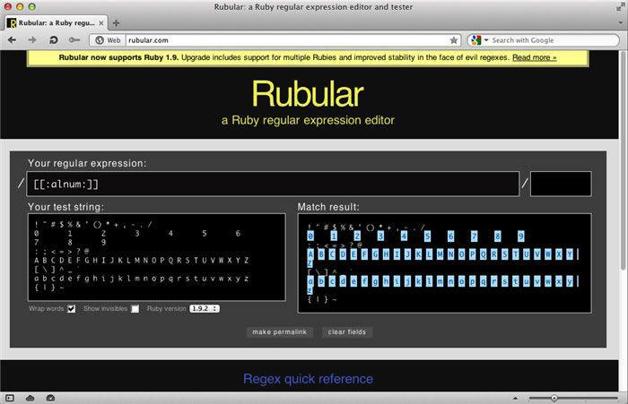 Rubular: a Ruby regular expression editor and tester
Rubular: a Ruby regu...
Web rubular.com
Search with Google
Rubular now supports Ruby 1.9. Upgrade includes support for multiple Rubies and improved stability in the face of evil regexes. Read more »
Rubular
a Ruby regular expression editor
Your regular expression:
/ [[:alnum:]] /
Your test string:
! " # $ % & ' ( ) * + , - . /
0 1 2 3 4 5 6
7 8 9
: ; < = > ? @
A B C D E F G H I J K L M N O P Q R S T U V W X Y Z
[ \ ] ^ _ `
a b c d e f g h i j k l m n o p q r s t u v w x y z
{ | } ~
Match result:
! " # $ % & ' ( ) * + , - . /
0 1 2 3 4 5 6 7 8 9
: ; < = > ? @
A B C D E F G H I J K L M N O P Q R S T U V W X Y
Z
[ \ ] ^ _ `
a b c d e f g h i j k l m n o p q r s t u v w x y
z
{ | } ~
Wrap words Show invisibles Ruby version 1.9.2
make permalink clear fields
Regex quick reference